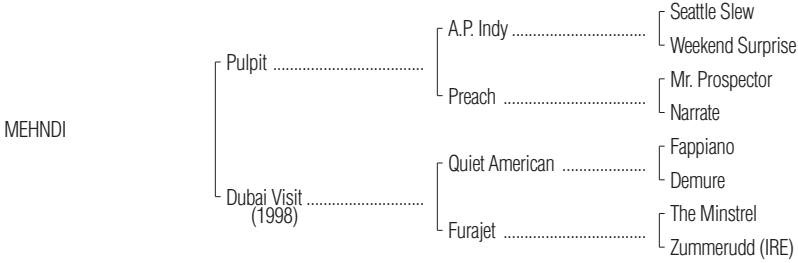 Seattle Slew
A.P. Indy ................................
Weekend Surprise
Pulpit ...................................
Mr. Prospector
Preach ..................................
Narrate
MEHNDI
Fappiano
Quiet American ....................
Demure
Dubai Visit ...........................
(1998)
The Minstrel
Furajet ..................................
Zummerudd (IRE)